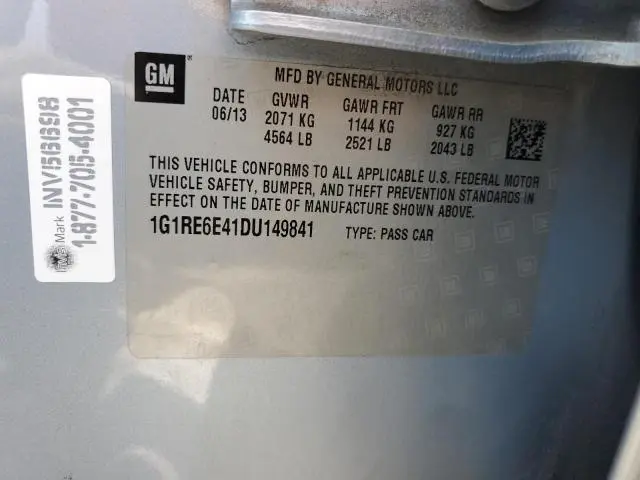 GM
MFD BY GENERAL MOTORS LLC
DATE GVWR GAWR FRT GAWR RR
06/13 2071 KG 1144 KG 927 KG
4564 LB 2521 LB 2043 LB
THIS VEHICLE CONFORMS TO ALL APPLICABLE U.S. FEDERAL MOTOR
VEHICLE SAFETY, BUMPER, AND THEFT PREVENTION STANDARDS IN
EFFECT ON THE DATE OF MANUFACTURE SHOWN ABOVE.
1G1RE6E41DU149841 TYPE: PASS CAR
Mark INV56698
1-877-705-4001